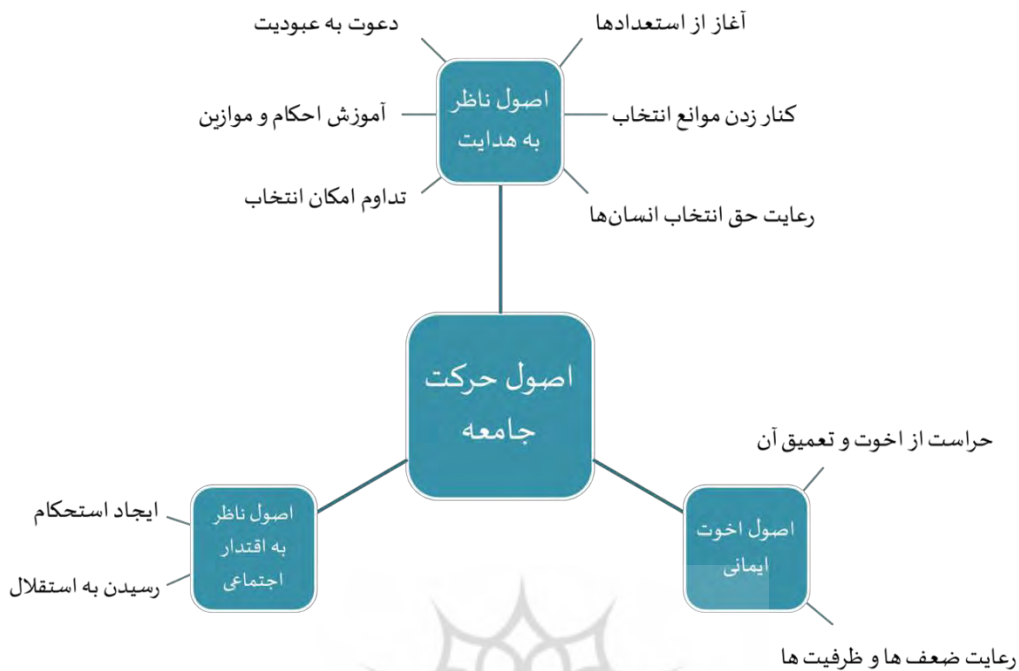 آغاز از استعدادها
دعوت به عبودیت
اصول ناظر
به هدایت
کنار زدن موانع انتخاب
آموزش احکام و موازین
رعایت حق انتخاب انسان‌ها
تداوم امکان انتخاب
اصول حرکت
جامعه
حراست از اخوت و تعمیق آن
اصول اخوت
ایمانی
رعایت ضعف ها و ظرفیت ها
اصول ناظر
به اقتدار
اجتماعی
ایجاد استحکام
رسیدن به استقلال